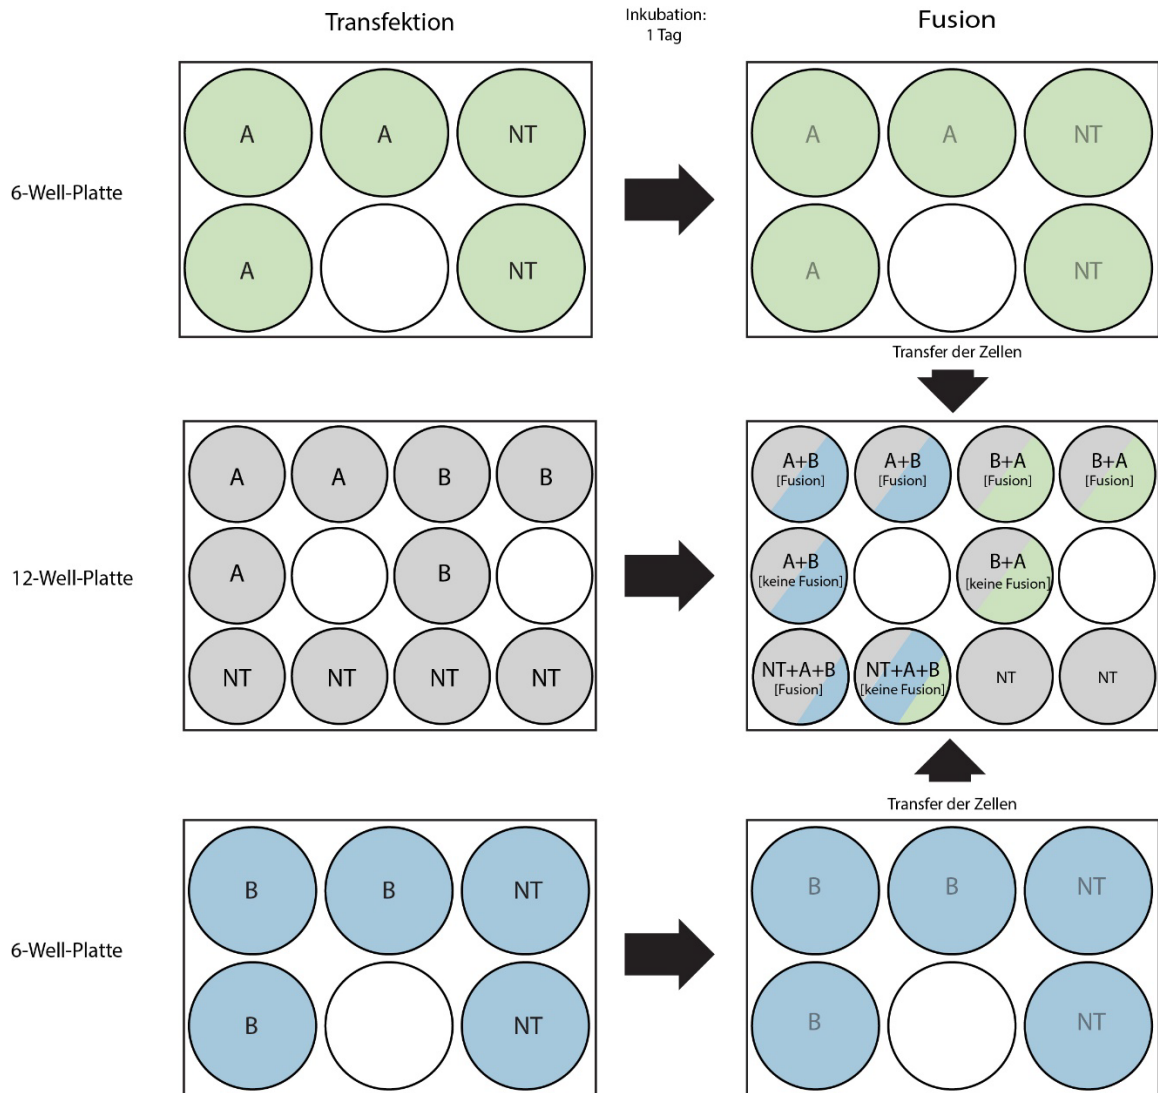 Transfektion
Inkubation:
1 Tag
Fusion
6-Well-Platte
A
A
NT
A
NT
A
A
NT
A
NT
Transfer der Zellen
12-Well-Platte
A
A
B
B
A
B
NT
NT
NT
NT
A+B
[Fusion]
A+B
[Fusion]
B+A
[Fusion]
B+A
[Fusion]
A+B
[keine Fusion]
B+A
[keine Fusion]
NT+A+B
[Fusion]
NT+A+B
[keine Fusion]
NT
NT
Transfer der Zellen
6-Well-Platte
B
B
NT
B
NT
B
B
NT
B
NT